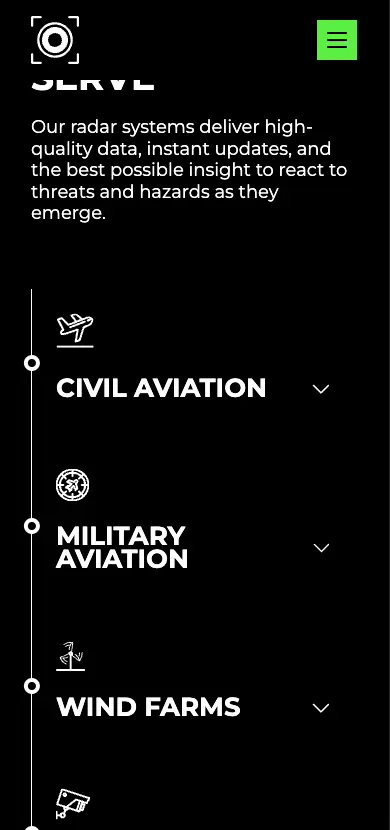 SERVE
Our radar systems deliver high-
quality data, instant updates, and
the best possible insight to react to
threats and hazards as they
emerge.
CIVIL AVIATION
MILITARY
AVIATION
WIND FARMS